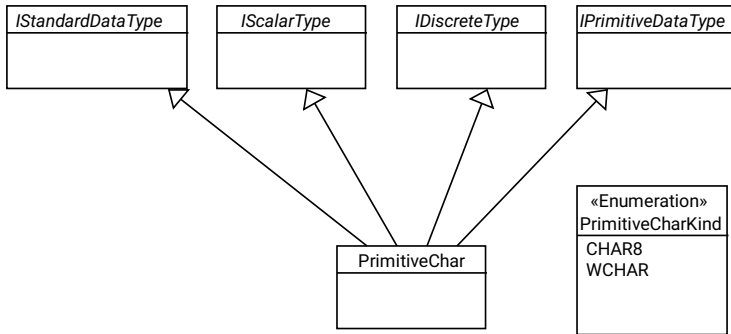 IStandardDataType
IScalarType
IDiscreteType
IPrimitiveDataType
PrimitiveChar
«Enumeration»
PrimitiveCharKind
CHAR8
WCHAR